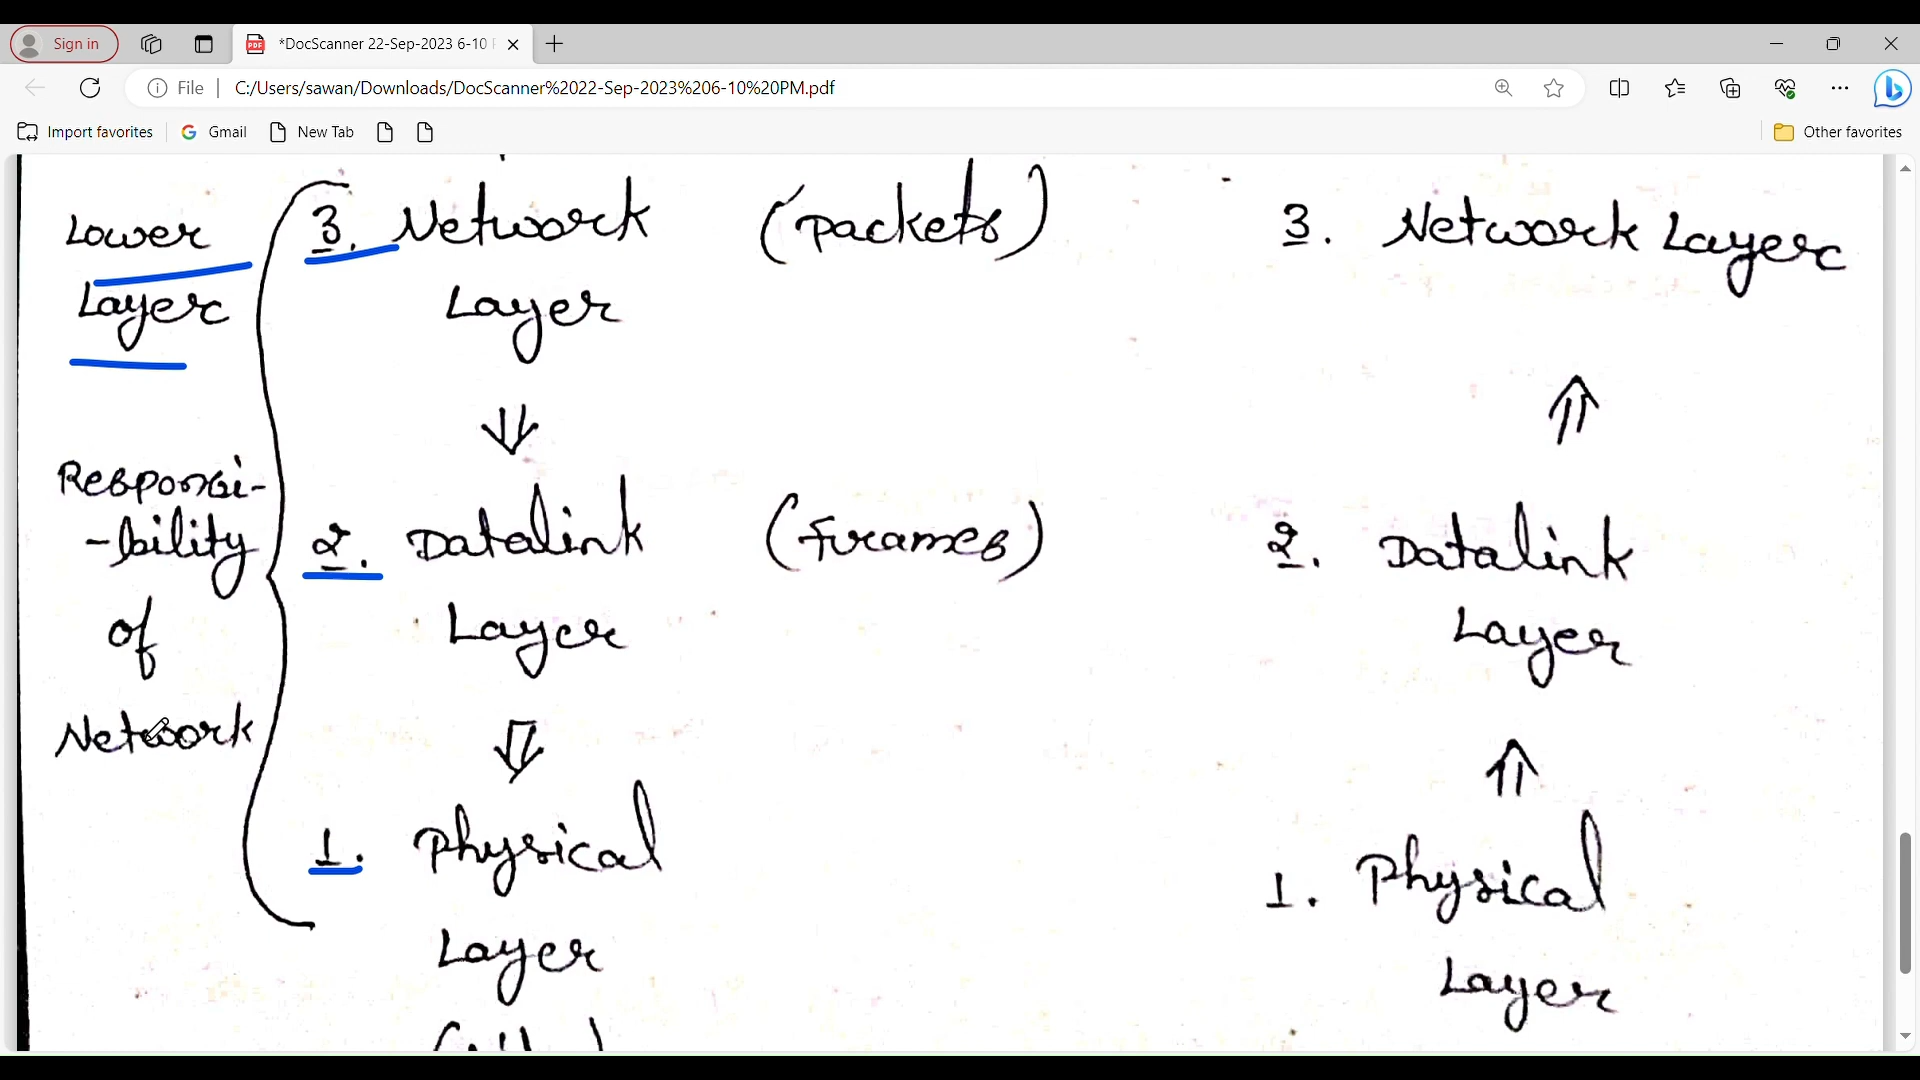 Sign in
*DocScanner 22-Sep-2023 6-10
File
C:/Users/sawan/Downloads/DocScanner%2022-Sep-2023%206-10%20PM.pdf
Import favorites
Gmail
New Tab
Other favorites
Lower
Layer
Responsi-
-bility
of
Network
3. Network (packets)
Layer
2. Datalink (frames)
Layer
1. Physical
Layer
3. Network Layer
2. Datalink
Layer
1. Physical
Layer